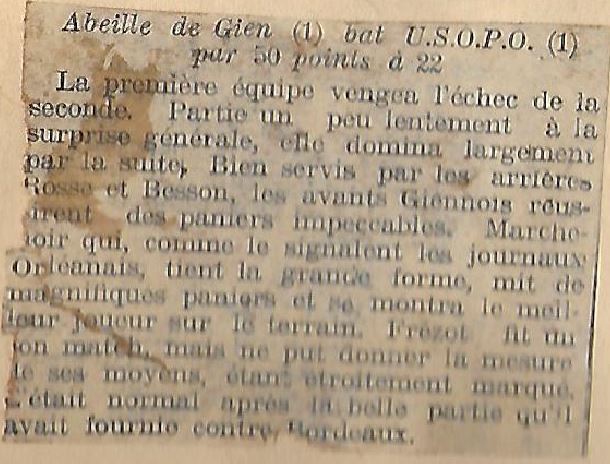 Abeille de Gien (1) bat U.S.O.P.O. (1)
par 50 points à 22
La première équipe vengea l'échec de la
seconde. Partie un peu lentement à la
surprise générale, elle domina largement
par la suite. Bien servis par les arrières
Rosse et Besson, les avants Giennois réus-
sirent des paniers impeccables. Marche-
toir qui, comme le signalent les journaux
Orléanais, tient la grande forme, mit de
magnifiques paniers et se montra le meil-
leur joueur sur le terrain. Frézot fit un
bon match, mais ne put donner la mesure
de ses moyens, étant étroitement marqué.
C'était normal après la belle partie qu'il
avait fournie contre Bordeaux.